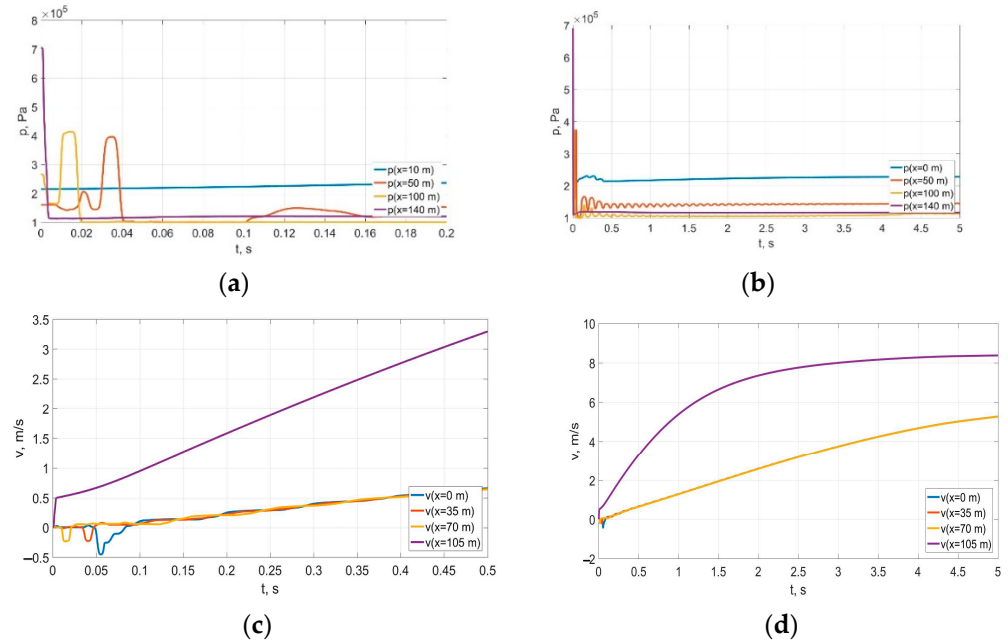 ×10⁵
8
7
6
5
4
3
2
1
p, Pa
0 0.02 0.04 0.06 0.08 0.1 0.12 0.14 0.16 0.18 0.2
t, s
p(x=10 m)
p(x=50 m)
p(x=100 m)
p(x=140 m)
(a)
×10⁵
7
6
5
4
3
2
1
p, Pa
0 0.5 1 1.5 2 2.5 3 3.5 4 4.5 5
t, s
p(x=0 m)
p(x=50 m)
p(x=100 m)
p(x=140 m)
(b)
3.5
3
2.5
2
1.5
1
0.5
0
−0.5
v, m/s
0 0.05 0.1 0.15 0.2 0.25 0.3 0.35 0.4 0.45 0.5
t, s
v(x=0 m)
v(x=35 m)
v(x=70 m)
v(x=105 m)
(c)
10
8
6
4
2
0
−2
v, m/s
0 0.5 1 1.5 2 2.5 3 3.5 4 4.5 5
t, s
v(x=0 m)
v(x=35 m)
v(x=70 m)
v(x=105 m)
(d)